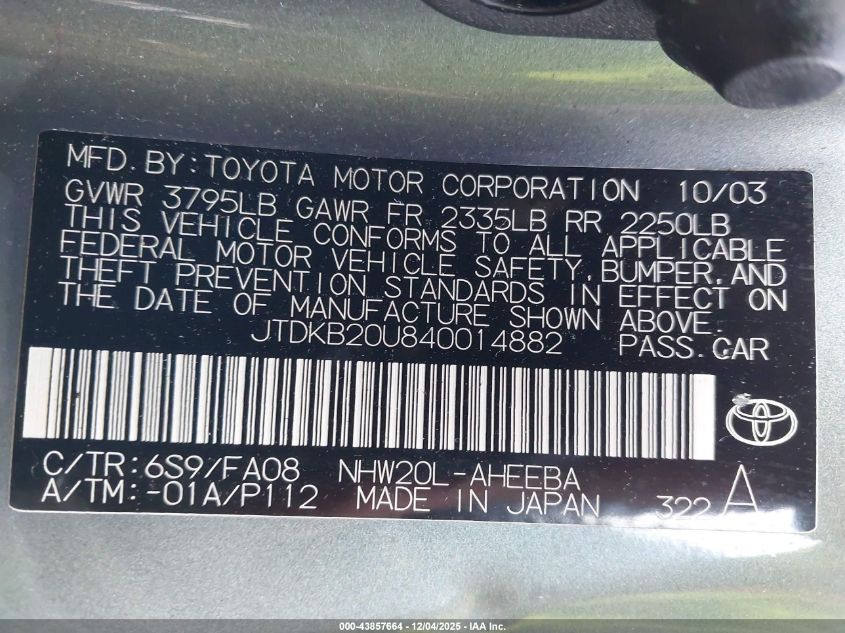 MFD. BY: TOYOTA MOTOR CORPORATION 10/03
GVWR 3795LB GAWR FR 2335LB RR 2250LB
THIS VEHICLE CONFORMS TO ALL APPLICABLE
FEDERAL MOTOR VEHICLE SAFETY, BUMPER, AND
THEFT PREVENTION STANDARDS IN EFFECT ON
THE DATE OF MANUFACTURE SHOWN ABOVE.
JTDKB20U840014882 PASS. CAR
C/TR: 6S9/FA08 NHW20L-AHEEBA
A/TM: -01A/P112 MADE IN JAPAN 322 A
000-43857664 - 12/04/2025 - IAA Inc.